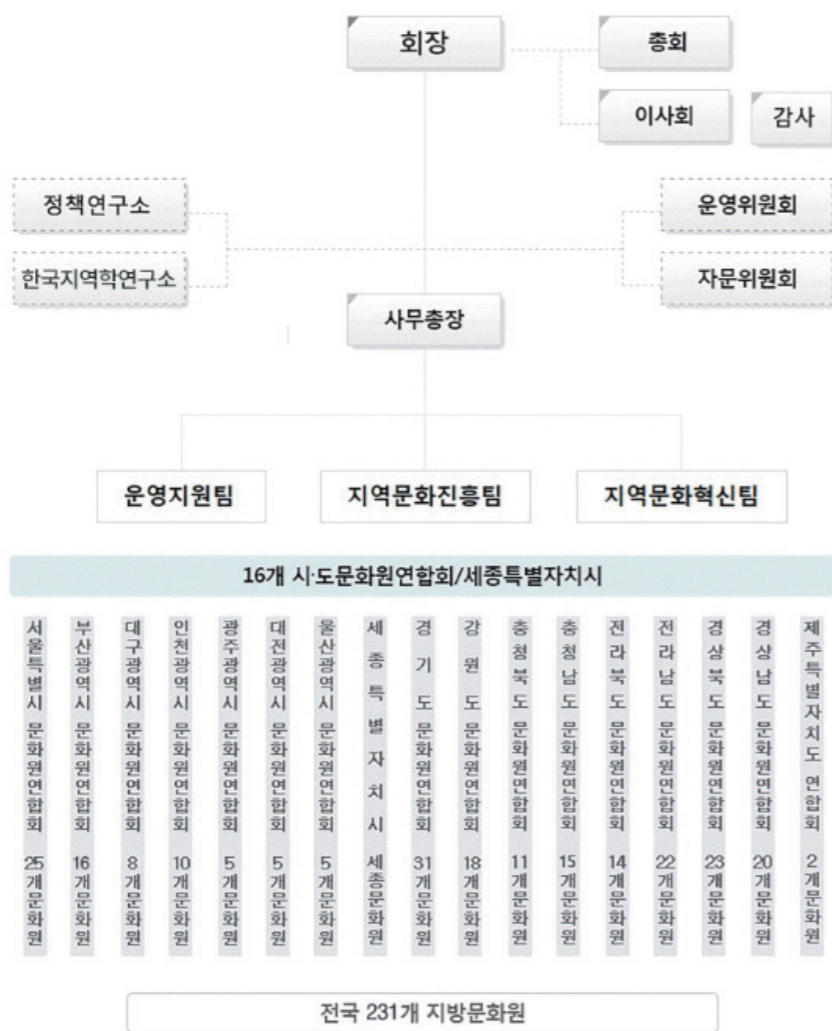 회장
총회
이사회
감사
정책연구소
운영위원회
한국지역학연구소
자문위원회
사무총장
운영지원팀
지역문화진흥팀
지역문화혁신팀
16개 시·도문화원연합회/세종특별자치시
서울특별시 문화원연합회 25개문화원
부산광역시 문화원연합회 16개문화원
대구광역시 문화원연합회 8개문화원
인천광역시 문화원연합회 10개문화원
광주광역시 문화원연합회 5개문화원
대전광역시 문화원연합회 5개문화원
울산광역시 문화원연합회 5개문화원
세종특별자치시 세종문화원
경기도 문화원연합회 31개문화원
강원도 문화원연합회 18개문화원
충청북도 문화원연합회 11개문화원
충청남도 문화원연합회 15개문화원
전라북도 문화원연합회 14개문화원
전라남도 문화원연합회 22개문화원
경상북도 문화원연합회 23개문화원
경상남도 문화원연합회 20개문화원
제주특별자치도 연합회 2개문화원
전국 231개 지방문화원